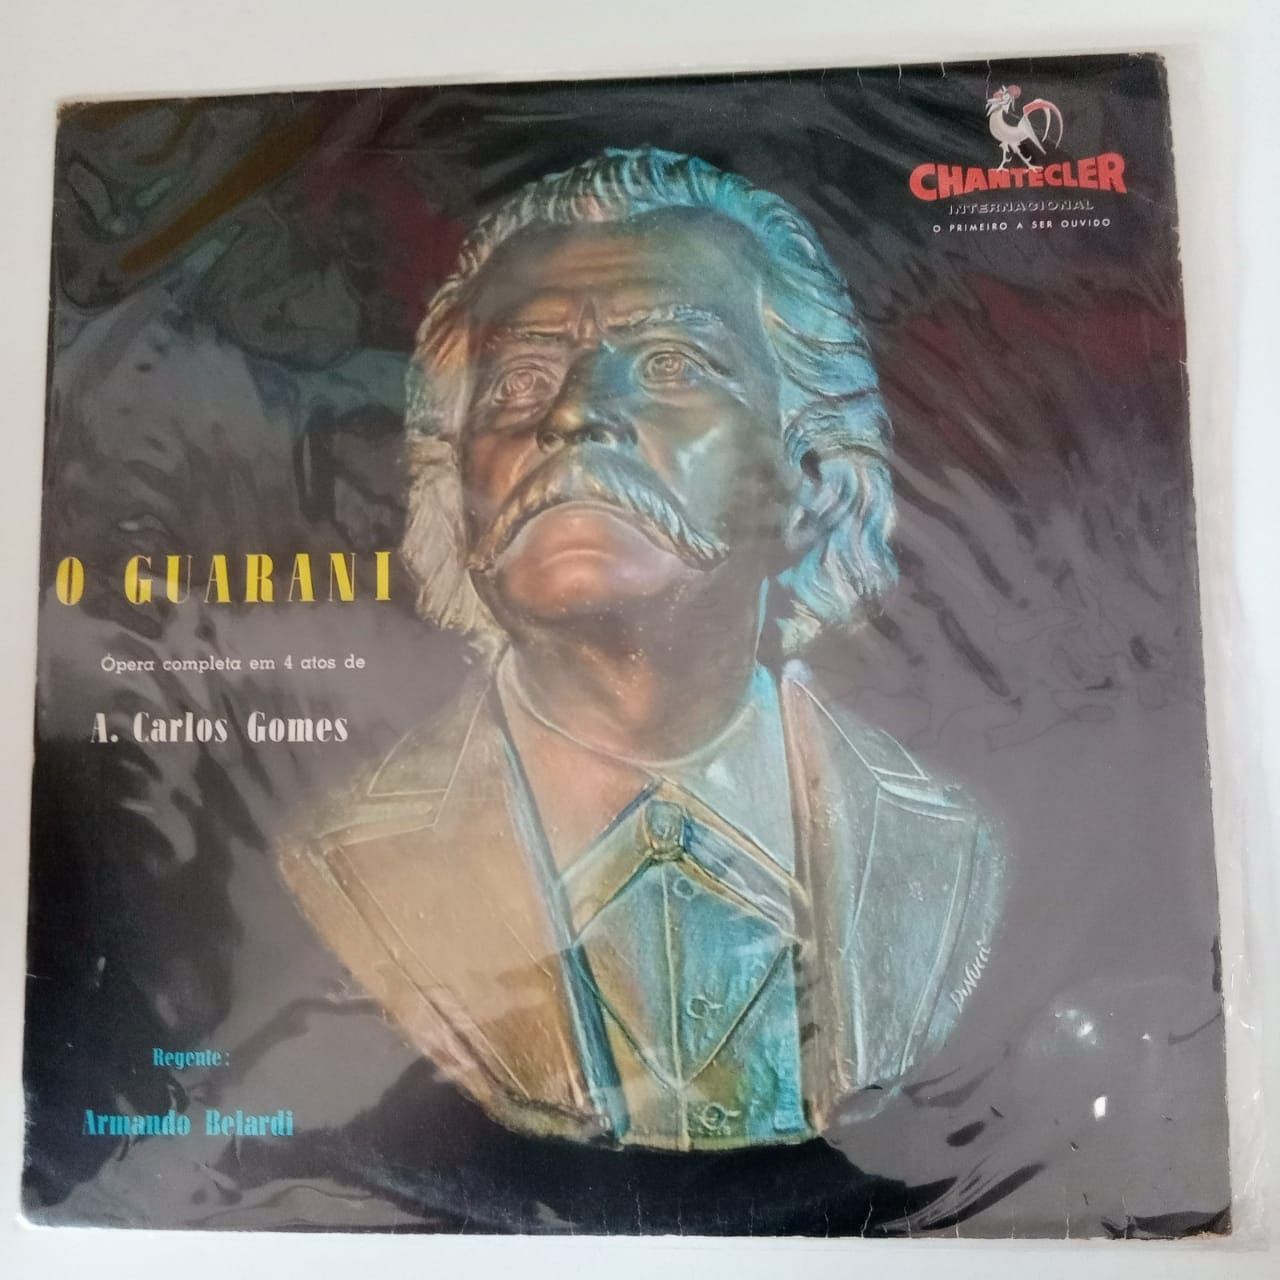 CHANTECLER
INTERNACIONAL
O PRIMEIRO A SER OUVIDO
O GUARANI
Ópera completa em 4 atos de
A. Carlos Gomes
Regente:
Armando Belardi